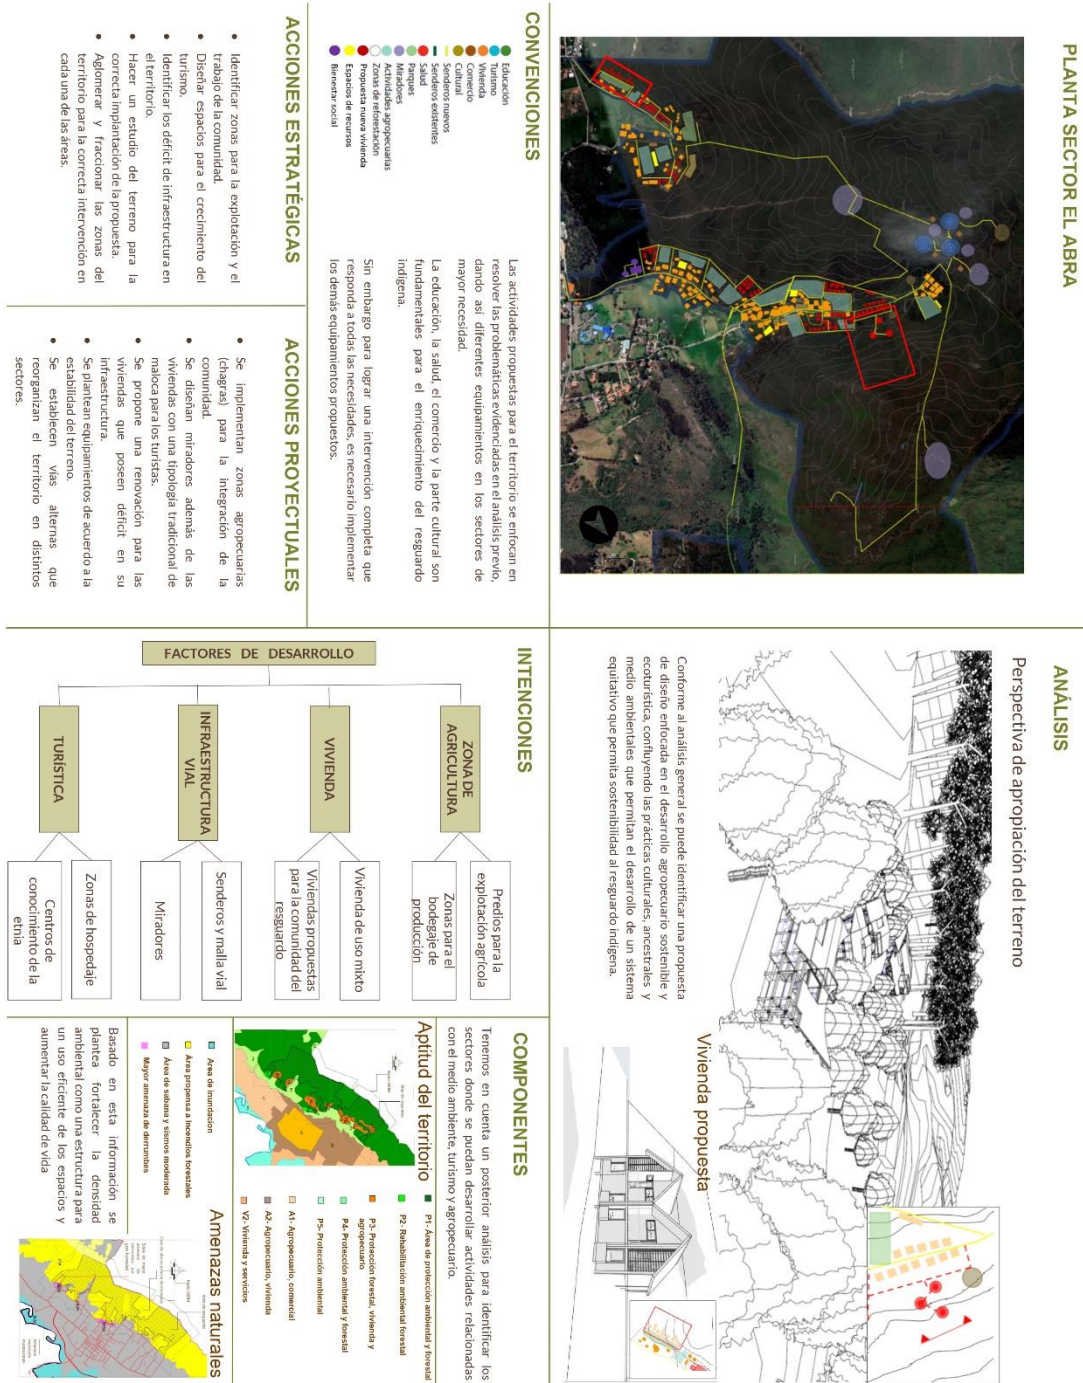 PLANTA SECTOR EL ABRA
CONVENCIONES
Educación
Turismo
Vivienda
Comercio
Cultural
Senderos nuevos
Senderos existentes
Salud
Parques
Miradores
Actividades agropecuarias
Zonas de reforestación
Propuesta nueva vivienda
Espacios de recursos
Bienestar social
Las actividades propuestas para el territorio se enfocan en
resolver las problemáticas evidenciadas en el análisis previo,
dando así diferentes equipamientos en los sectores de
mayor necesidad.
La educación, la salud, el comercio y la parte cultural son
fundamentales para el enriquecimiento del resguardo
indígena.
Sin embargo para lograr una intervención completa que
responda a todas las necesidades, es necesario implementar
los demás equipamientos propuestos.
ACCIONES ESTRATÉGICAS
• Identificar zonas para la explotación y el
trabajo de la comunidad.
• Diseñar espacios para el crecimiento del
turismo.
• Identificar los déficit de infraestructura en
el territorio.
• Hacer un estudio del terreno para la
correcta implantación de la propuesta.
• Aglomerar y fraccionar las zonas del
territorio para la correcta intervención en
cada una de las áreas.
ACCIONES PROYECTUALES
• Se implementan zonas agropecuarias
(chagras) para la integración de la
comunidad.
• Se diseñan miradores además de las
viviendas con una tipología tradicional de
maloca para los turistas.
• Se propone una renovación para las
viviendas que poseen déficit en su
infraestructura.
• Se plantean equipamientos de acuerdo a la
estabilidad del terreno.
• Se establecen vías alternas que
reorganizan el territorio en distintos
sectores.
ANÁLISIS
Perspectiva de apropiación del terreno
Conforme al análisis general se puede identificar una propuesta
de diseño enfocada en el desarrollo agropecuario sostenible y
ecoturística, confluyendo las prácticas culturales, ancestrales y
medio ambientales que permitan el desarrollo de un sistema
equitativo que permita sostenibilidad al resguardo indígena.
Vivienda propuesta
INTENCIONES
FACTORES DE DESARROLLO
ZONA DE
AGRICULTURA
Predios para la
explotación agrícola
Zonas para el
bodegaje de
producción
VIVIENDA
Vivienda de uso mixto
Viviendas propuestas
para la comunidad del
resguardo
INFRAESTRUCTURA
VIAL
Senderos y malla vial
Miradores
TURÍSTICA
Zonas de hospedaje
Centros de
conocimiento de la
etnia
COMPONENTES
Tenemos en cuenta un posterior análisis para identificar los
sectores donde se puedan desarrollar actividades relacionadas
con el medio ambiente, turismo y agropecuario.
Aptitud del territorio
P1- Área de protección ambiental y forestal
P2- Rehabilitación ambiental forestal
P3- Protección forestal, vivienda y
agropecuario
P4- Protección ambiental y forestal
P5- Protección ambiental
A1- Agropecuario, comercial
A2- Agropecuario, vivienda
V2- Vivienda y servicios
Amenazas naturales
Área de inundacion
Área propensa a Incendios forestales
Área de sabana y sismos moderada
Mayor amenaza de derrumbes
Basado en esta información se
plantea fortalecer la densidad
ambiental como una estructura para
un uso eficiente de los espacios y
aumentar la calidad de vida